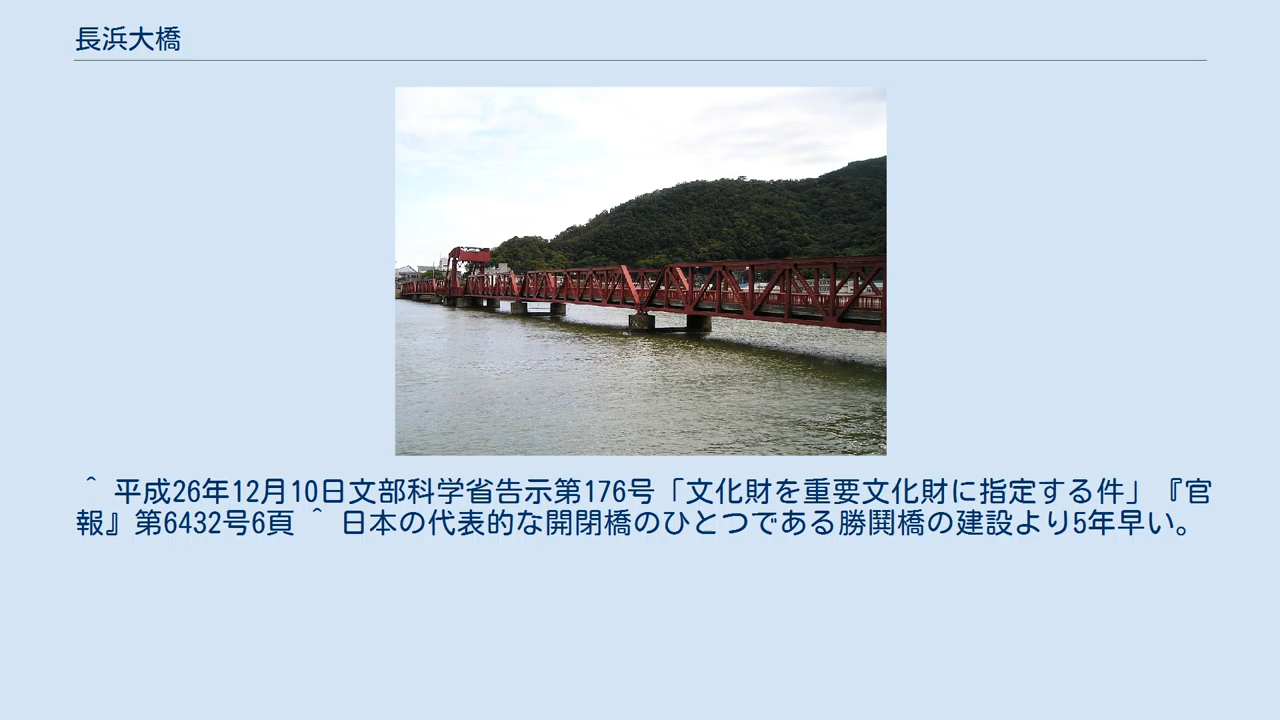 長浜大橋
＾ 平成26年12月10日文部科学省告示第176号「文化財を重要文化財に指定する件」『官
報』第6432号6頁 ＾ 日本の代表的な開閉橋のひとつである勝鬨橋の建設より5年早い。